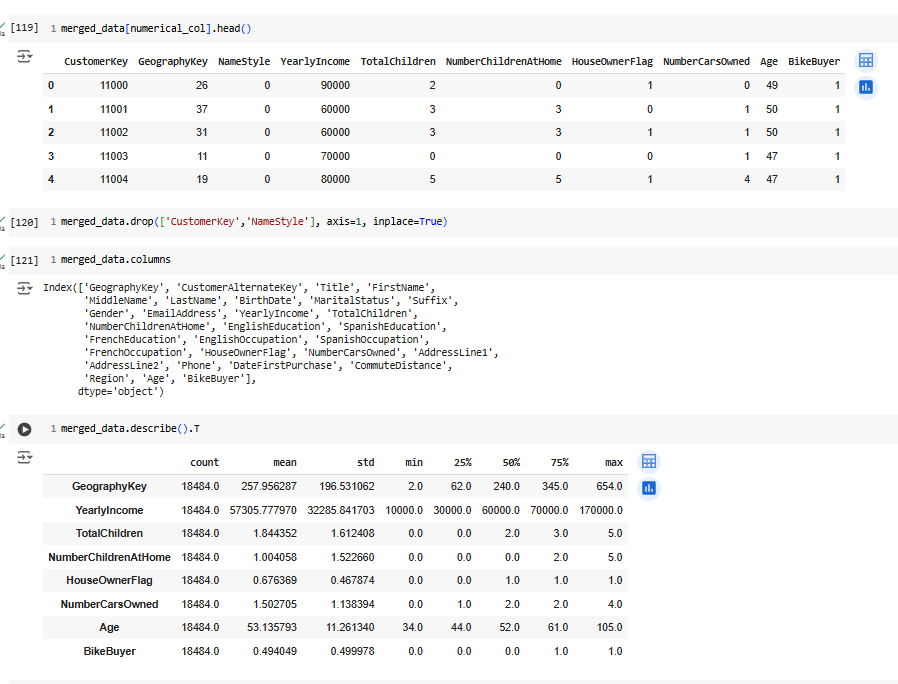 [119] 1 merged_data[numerical_col].head()
CustomerKey GeographyKey NameStyle YearlyIncome TotalChildren NumberChildrenAtHome HouseOwnerFlag NumberCarsOwned Age BikeBuyer
0 11000 26 0 90000 2 0 1 0 49 1
1 11001 37 0 60000 3 3 0 1 50 1
2 11002 31 0 60000 3 3 1 1 50 1
3 11003 11 0 70000 0 0 0 1 47 1
4 11004 19 0 80000 5 5 1 4 47 1
[120] 1 merged_data.drop(['CustomerKey','NameStyle'], axis=1, inplace=True)
[121] 1 merged_data.columns
Index(['GeographyKey', 'CustomerAlternateKey', 'Title', 'FirstName',
'MiddleName', 'LastName', 'BirthDate', 'MaritalStatus', 'Suffix',
'Gender', 'EmailAddress', 'YearlyIncome', 'TotalChildren',
'NumberChildrenAtHome', 'EnglishEducation', 'SpanishEducation',
'FrenchEducation', 'EnglishOccupation', 'SpanishOccupation',
'FrenchOccupation', 'HouseOwnerFlag', 'NumberCarsOwned', 'AddressLine1',
'AddressLine2', 'Phone', 'DateFirstPurchase', 'CommuteDistance',
'Region', 'Age', 'BikeBuyer'],
dtype='object')
1 merged_data.describe().T
count mean std min 25% 50% 75% max
GeographyKey 18484.0 257.956287 196.531062 2.0 62.0 240.0 345.0 654.0
YearlyIncome 18484.0 57305.777970 32285.841703 10000.0 30000.0 60000.0 70000.0 170000.0
TotalChildren 18484.0 1.844352 1.612408 0.0 0.0 2.0 3.0 5.0
NumberChildrenAtHome 18484.0 1.004058 1.522660 0.0 0.0 0.0 2.0 5.0
HouseOwnerFlag 18484.0 0.676369 0.467874 0.0 0.0 1.0 1.0 1.0
NumberCarsOwned 18484.0 1.502705 1.138394 0.0 1.0 2.0 2.0 4.0
Age 18484.0 53.135793 11.261340 34.0 44.0 52.0 61.0 105.0
BikeBuyer 18484.0 0.494049 0.499978 0.0 0.0 0.0 1.0 1.0